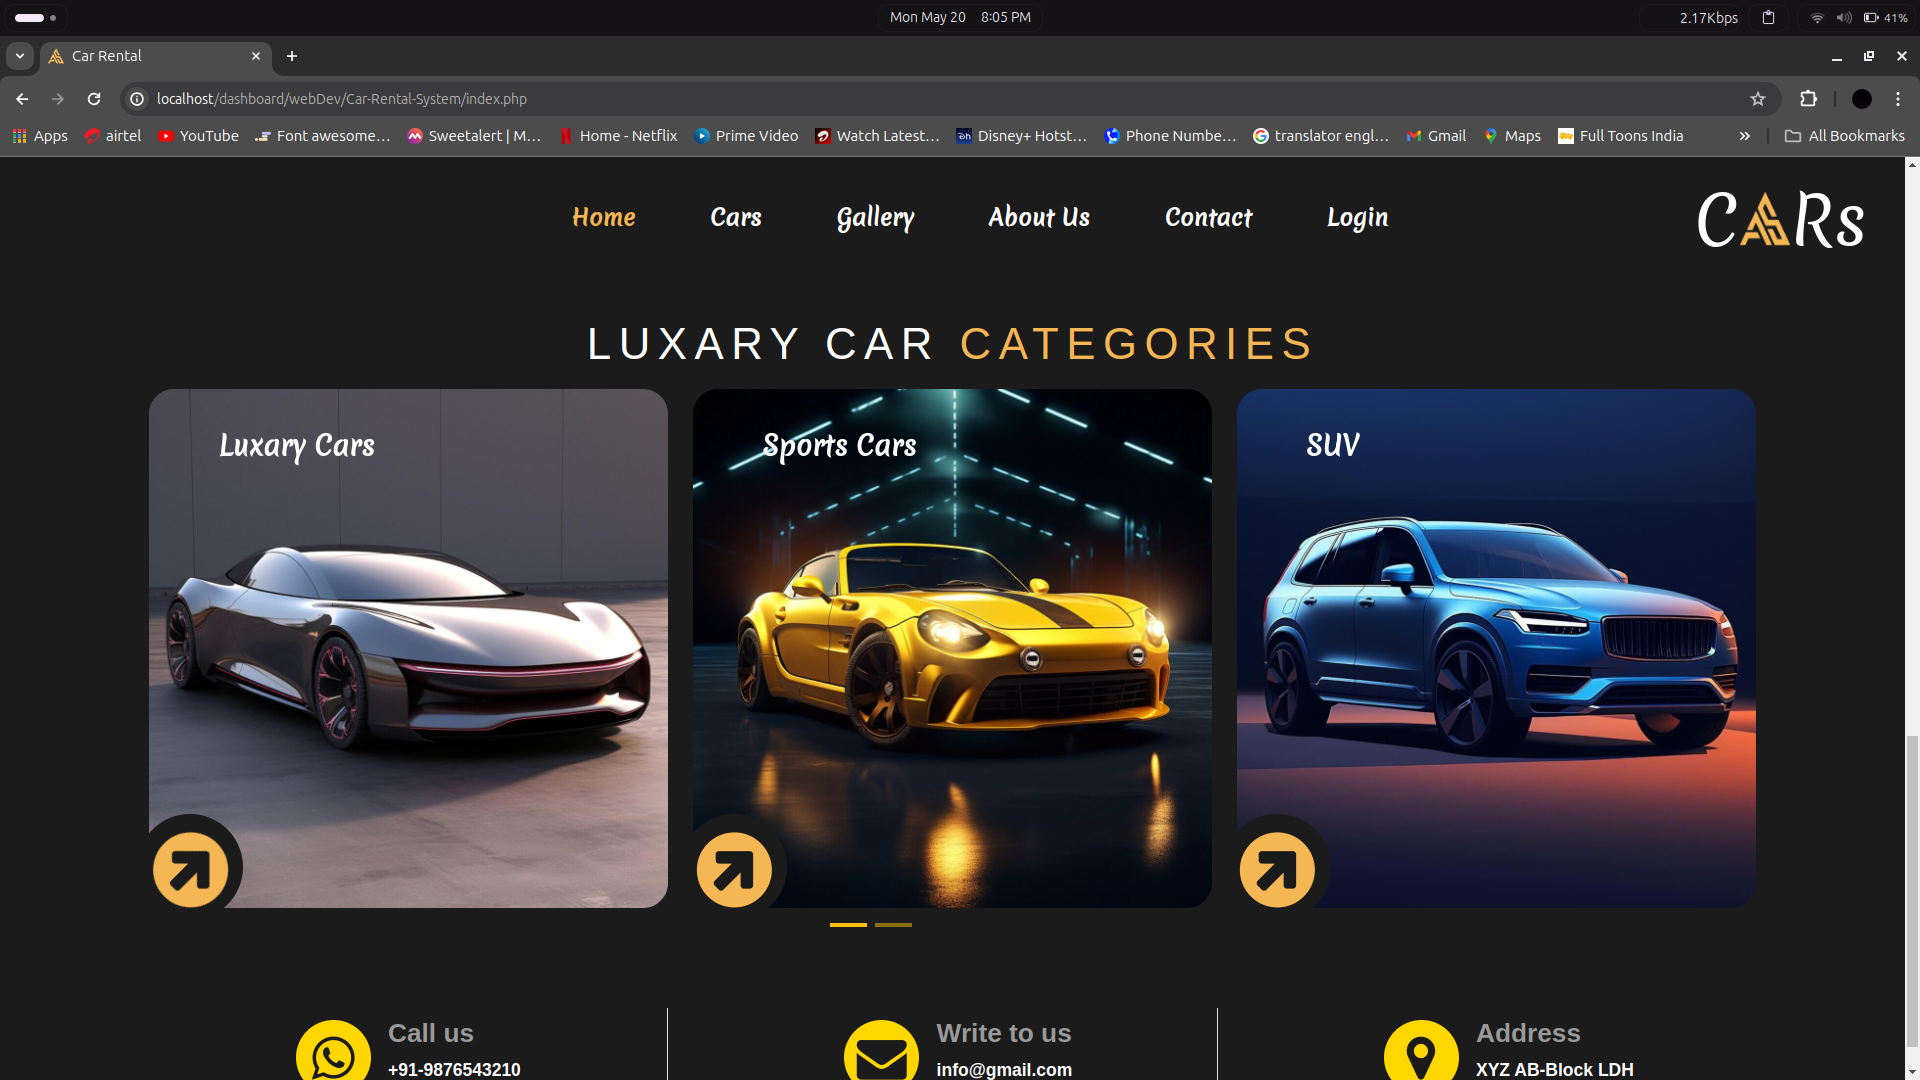 Mon May 20 8:05 PM
2.17Kbps
41%
Car Rental
localhost/dashboard/webDev/Car-Rental-System/index.php
Apps
airtel
YouTube
Font awesome…
Sweetalert | M…
Home - Netflix
Prime Video
Watch Latest…
Disney+ Hotst…
Phone Numbe…
translator engl…
Gmail
Maps
Full Toons India
All Bookmarks
Home
Cars
Gallery
About Us
Contact
Login
CARs
LUXARY CAR CATEGORIES
Luxary Cars
Sports Cars
SUV
Call us
+91-9876543210
Write to us
info@gmail.com
Address
XYZ AB-Block LDH